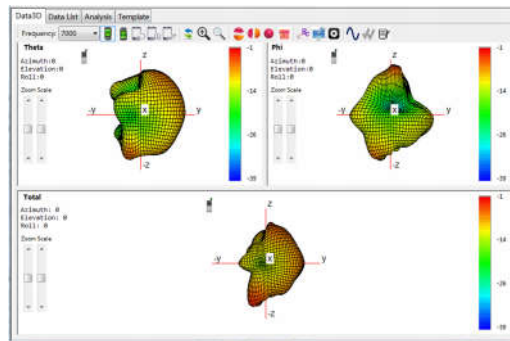 Data3D Data List Analysis Template
Frequency: 7000
Theta
Azimuth:0
Elevation:0
Roll:0
Zoom Scale
z
-y
x
y
-z
-1
-14
-26
-39
Phi
Azimuth:0
Elevation:0
Roll:0
Zoom Scale
z
-y
x
y
-z
-1
-14
-26
-39
Total
Azimuth: 0
Elevation: 0
Roll: 0
Zoom Scale
z
-y
x
y
-z
-1
-14
-26
-39